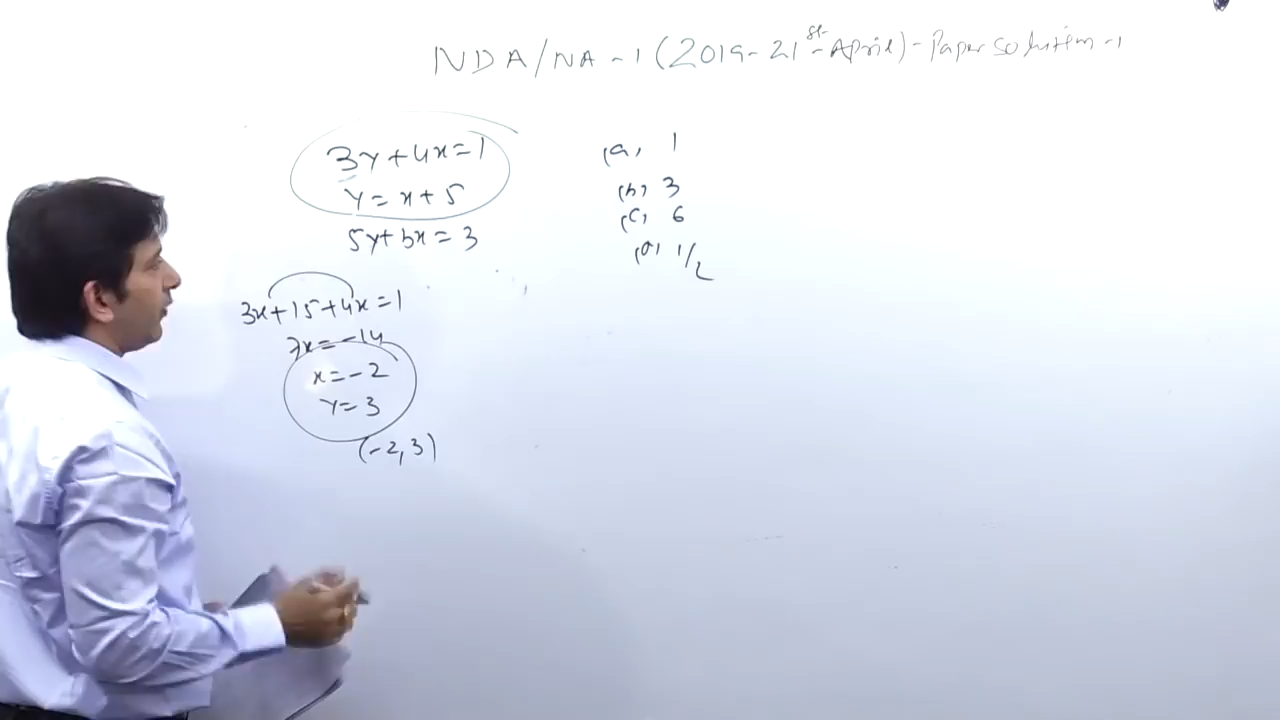 NDA/NA-1 (2019-21st-April)-Paper Solution-1
3y+4x=1
y=x+5
5y+bx=3
(a) 1
(b) 3
(c) 6
(d) 1/2
3x+15+4x=1
7x=-14
x=-2
y=3
(-2,3)